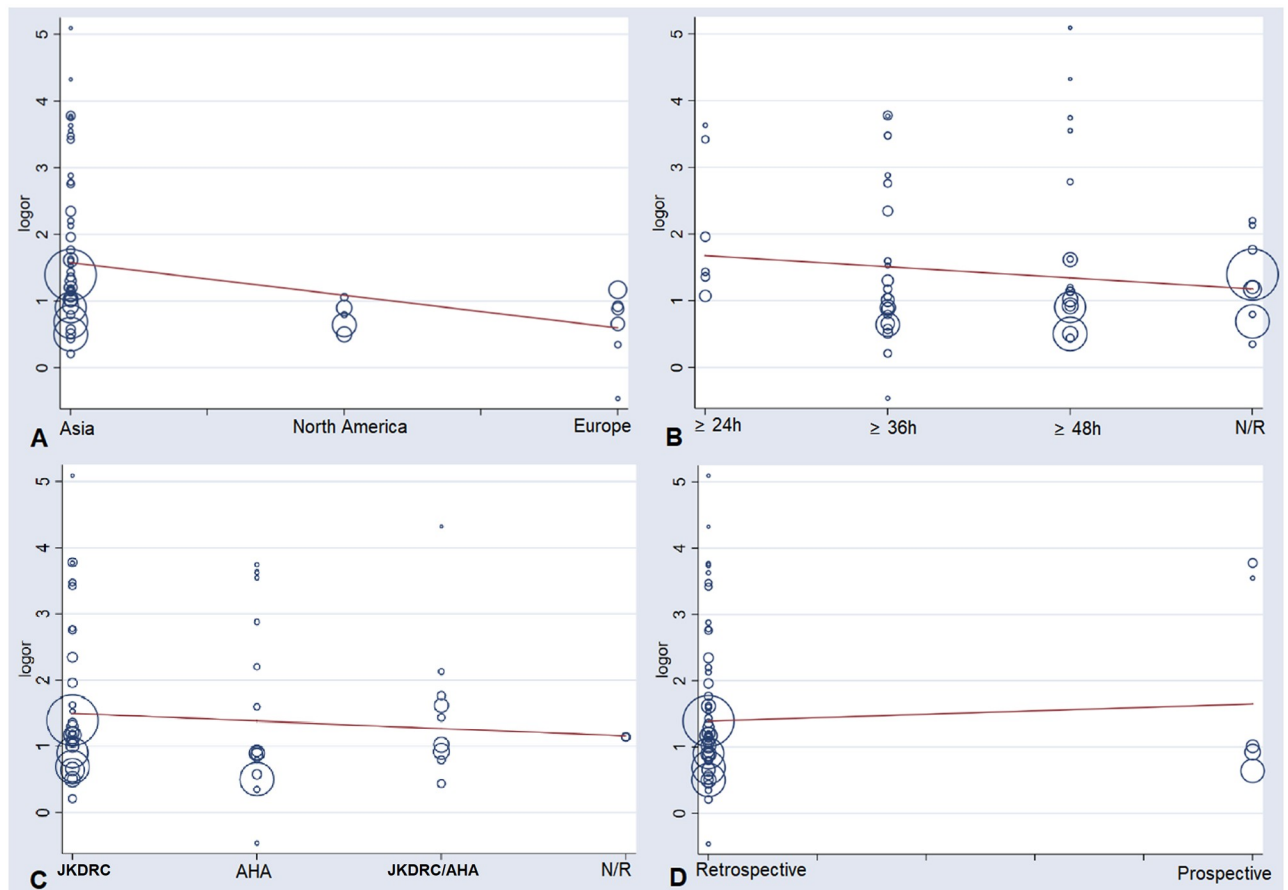 5
4
3
2
1
0
logor
A
Asia
North America
Europe
5
4
3
2
1
0
logor
B
≥ 24h
≥ 36h
≥ 48h
N/R
5
4
3
2
1
0
logor
C
JKDRC
AHA
JKDRC/AHA
N/R
5
4
3
2
1
0
logor
D
Retrospective
Prospective